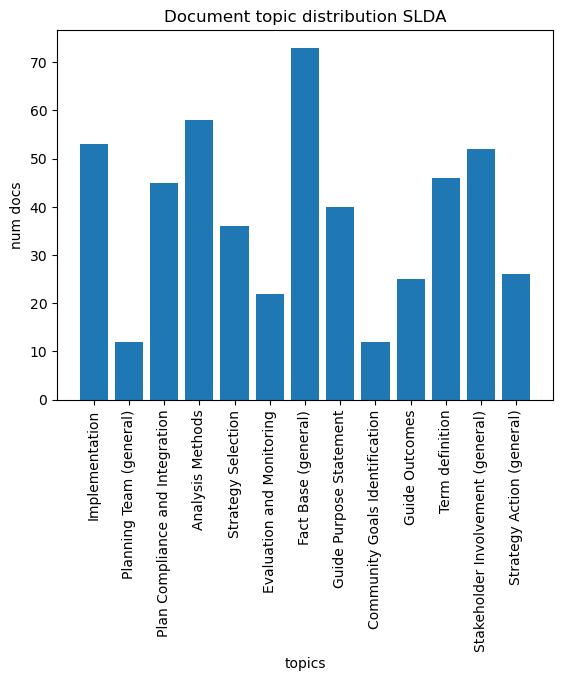 Document topic distribution SLDA
num docs
70
60
50
40
30
20
10
0
Implementation
Planning Team (general)
Plan Compliance and Integration
Analysis Methods
Strategy Selection
Evaluation and Monitoring
Fact Base (general)
Guide Purpose Statement
Community Goals Identification
Guide Outcomes
Term definition
Stakeholder Involvement (general)
Strategy Action (general)
topics